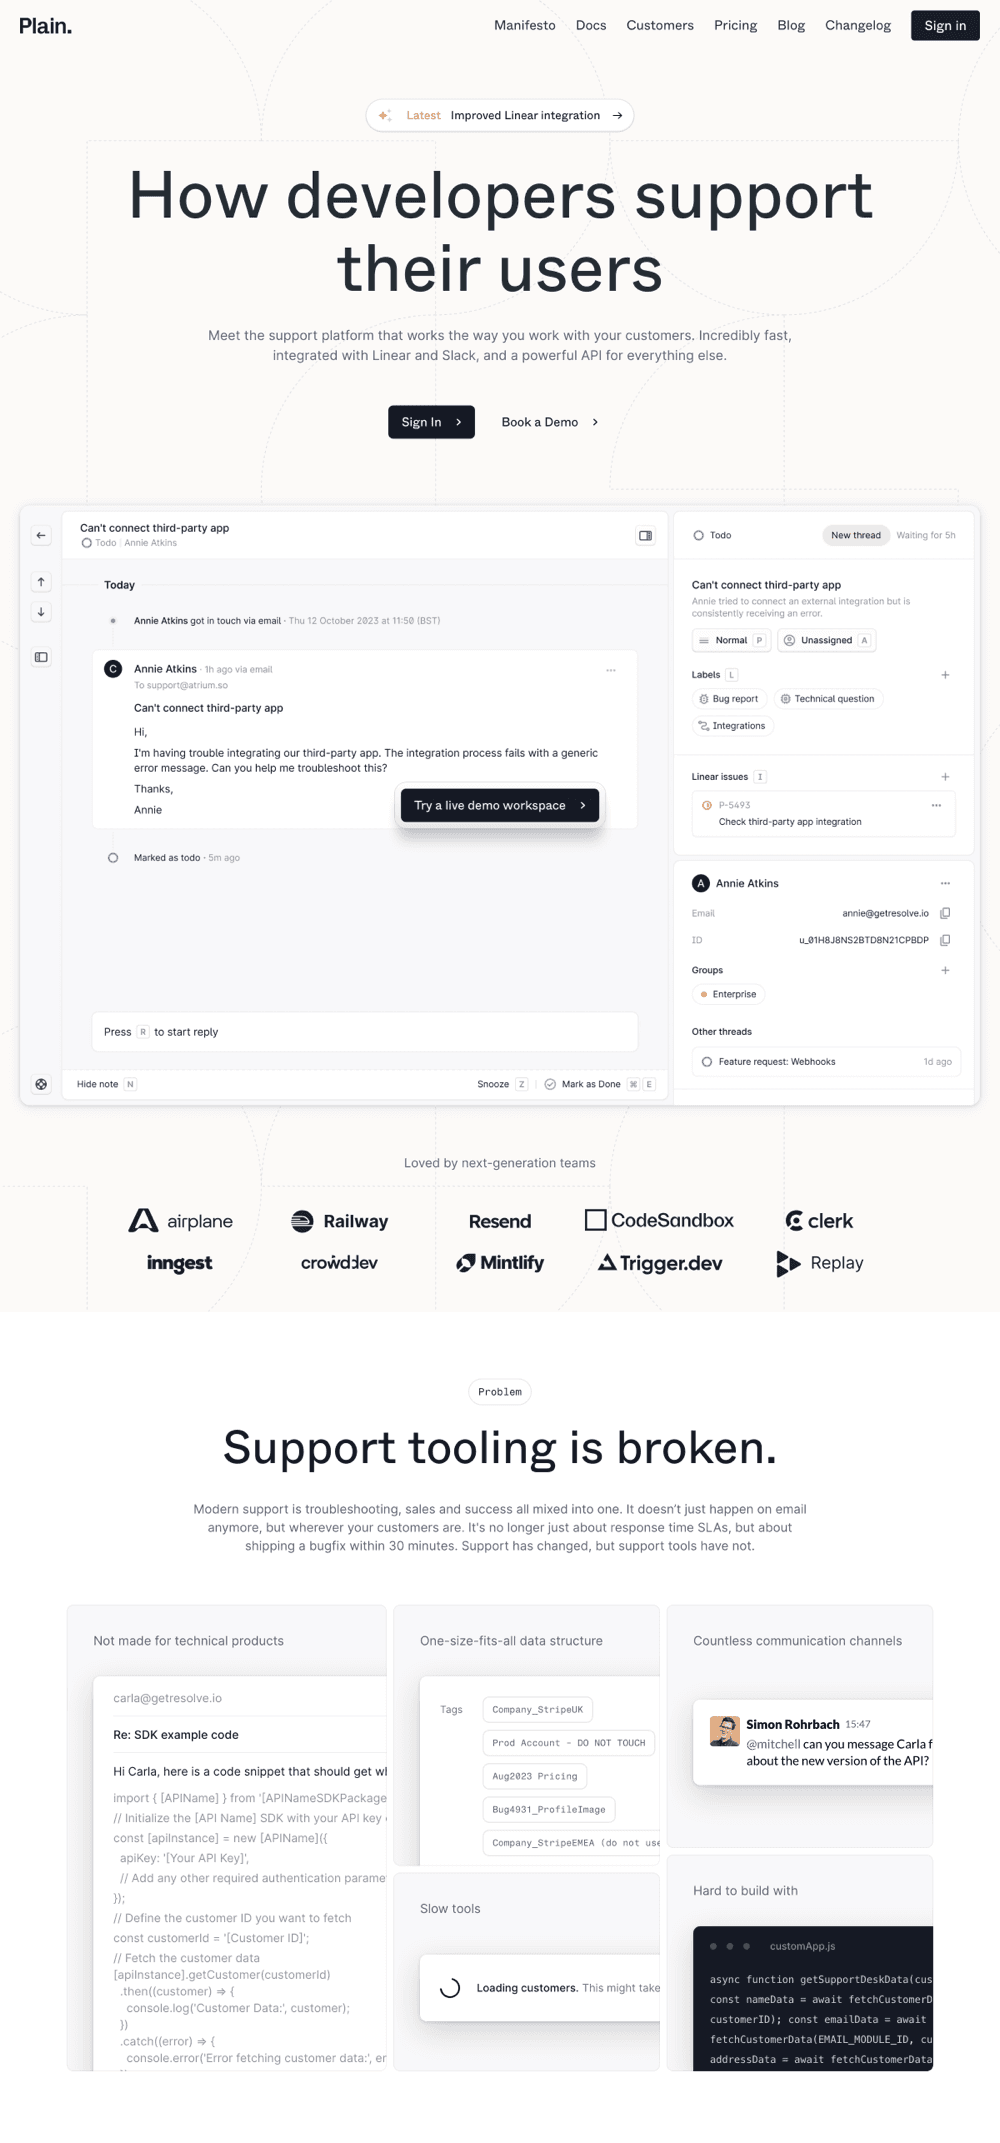 Plain.
Manifesto Docs Customers Pricing Blog Changelog Sign in
Latest Improved Linear integration →
How developers support
their users
Meet the support platform that works the way you work with your customers. Incredibly fast,
integrated with Linear and Slack, and a powerful API for everything else.
Sign In
Book a Demo
Can't connect third-party app
Todo Annie Atkins
Today
Annie Atkins got in touch via email · Thu 12 October 2023 at 11:50 (BST)
C Annie Atkins · 1h ago via email
To support@atrium.so
Can't connect third-party app
Hi,
I'm having trouble integrating our third-party app. The integration process fails with a generic
error message. Can you help me troubleshoot this?
Thanks,
Annie
Try a live demo workspace
Marked as todo · 5m ago
Press R to start reply
Hide note N
Snooze Z
Mark as Done ⌘ E
Todo New thread Waiting for 5h
Can't connect third-party app
Annie tried to connect an external integration but is
consistently receiving an error.
Normal P Unassigned A
Labels L
Bug report Technical question
Integrations
Linear issues I
P-5493
Check third-party app integration
A Annie Atkins
Email annie@getresolve.io
ID u_01H8J8NS2BTD8N21CPBDP
Groups
Enterprise
Other threads
Feature request: Webhooks 1d ago
Loved by next-generation teams
airplane Railway Resend CodeSandbox clerk
inngest crowddev Mintlify Trigger.dev Replay
Problem
Support tooling is broken.
Modern support is troubleshooting, sales and success all mixed into one. It doesn't just happen on email
anymore, but wherever your customers are. It's no longer just about response time SLAs, but about
shipping a bugfix within 30 minutes. Support has changed, but support tools have not.
Not made for technical products
carla@getresolve.io
Re: SDK example code
Hi Carla, here is a code snippet that should get
import { [APIName] } from '[APINameSDKPackage
// Initialize the [API Name] SDK with your API key
const [apiInstance] = new [APIName]({
apiKey: '[Your API Key]',
// Add any other required authentication parame
});
// Define the customer ID you want to fetch
const customerId = '[Customer ID]';
// Fetch the customer data
[apiInstance].getCustomer(customerId)
.then((customer) => {
console.log('Customer Data:', customer);
})
.catch((error) => {
console.error('Error fetching customer data:', er
One-size-fits-all data structure
Tags Company_StripeUK
Prod Account - DO NOT TOUCH
Aug2023 Pricing
Bug4931_ProfileImage
Company_StripeEMEA (do not use
Slow tools
Loading customers. This might take
Countless communication channels
Simon Rohrbach 15:47
@mitchell can you message Carla f
about the new version of the API?
Hard to build with
customApp.js
async function getSupportDeskData(cus
const nameData = await fetchCustomerD
customerID); const emailData = await
fetchCustomerData(EMAIL_MODULE_ID, cu
addressData = await fetchCustomerData